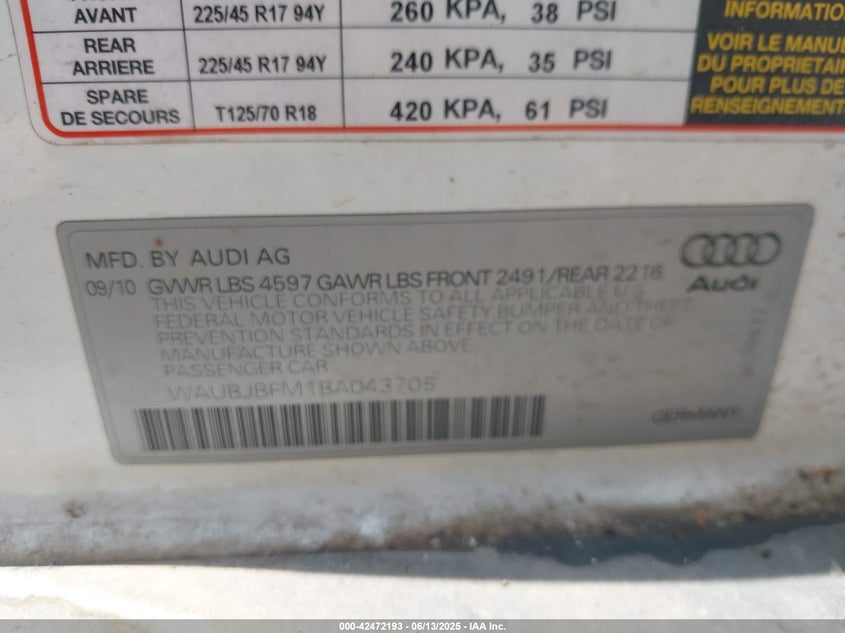 AVANT 225/45 R17 94Y 260 KPA, 38 PSI
REAR
ARRIERE 225/45 R17 94Y 240 KPA, 35 PSI
SPARE
DE SECOURS T125/70 R18 420 KPA, 61 PSI
INFORMATION
VOIR LE MANUE
DU PROPRIETAIR
POUR PLUS DE
RENSEIGNEMENT
MFD. BY AUDI AG
09/10 GVWR LBS 4597 GAWR LBS FRONT 2491/REAR 2216
THIS VEHICLE CONFORMS TO ALL APPLICABLE U.S.
FEDERAL MOTOR VEHICLE SAFETY BUMPER AND THEFT
PREVENTION STANDARDS IN EFFECT ON THE DATE OF
MANUFACTURE SHOWN ABOVE.
PASSENGER CAR
WAUBJBFM1BA043705
Audi
GERMANY
000-42472193 - 06/13/2025 - IAA Inc.